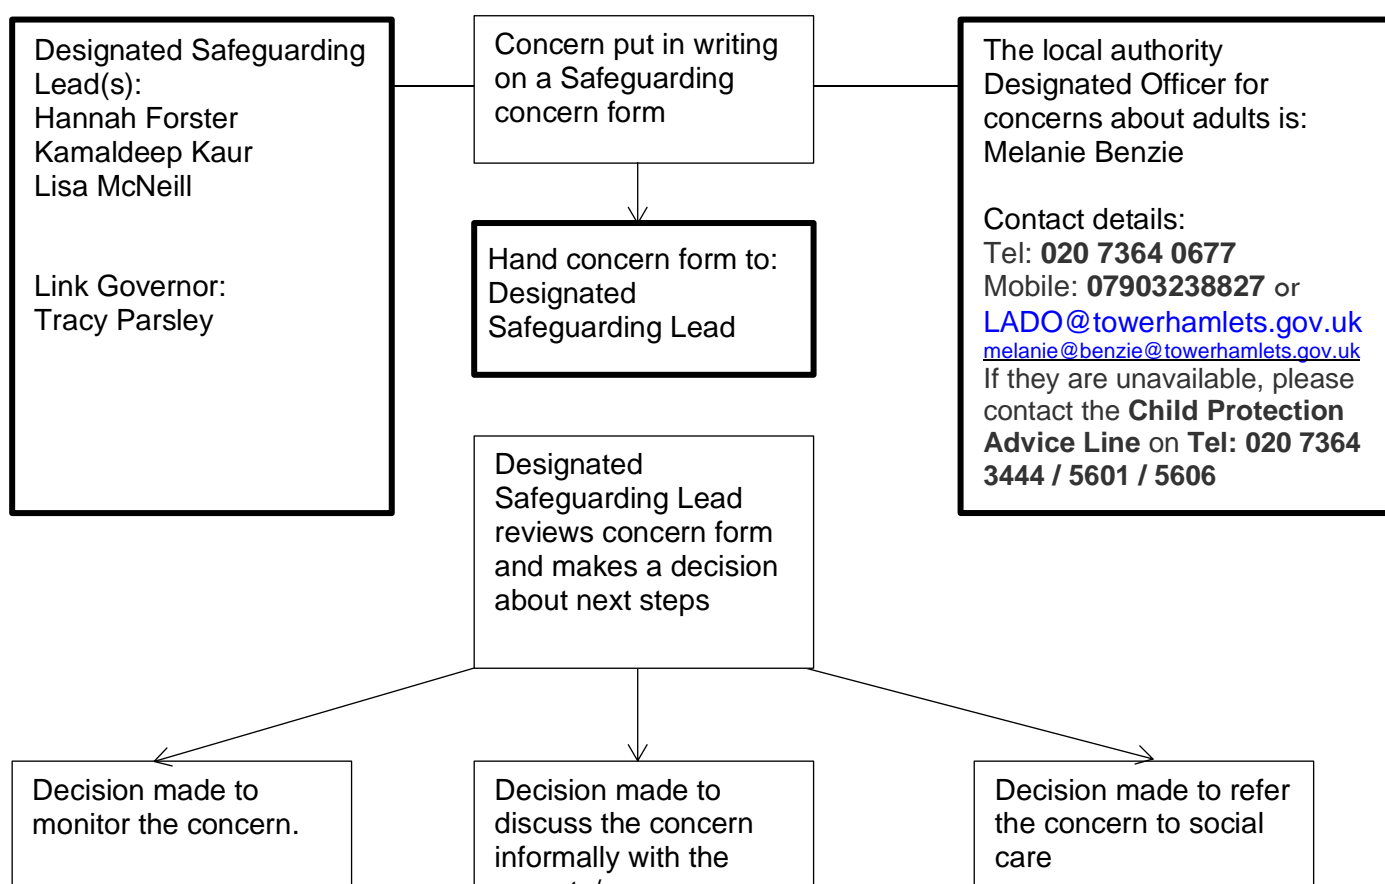 Designated Safeguarding
Lead(s):
Hannah Forster
Kamaldeep Kaur
Lisa McNeill
Link Governor:
Tracy Parsley
Concern put in writing
on a Safeguarding
concern form
The local authority
Designated Officer for
concerns about adults is:
Melanie Benzie
Contact details:
Tel: 020 7364 0677
Mobile: 07903238827 or
LADO@towerhamlets.gov.uk
melanie@benzie@towerhamlets.gov.uk
If they are unavailable, please
contact the Child Protection
Advice Line on Tel: 020 7364
3444 / 5601 / 5606
Hand concern form to:
Designated
Safeguarding Lead
Designated
Safeguarding Lead
reviews concern form
and makes a decision
about next steps
Decision made to
monitor the concern.
Decision made to
discuss the concern
informally with the
Decision made to refer
the concern to social
care